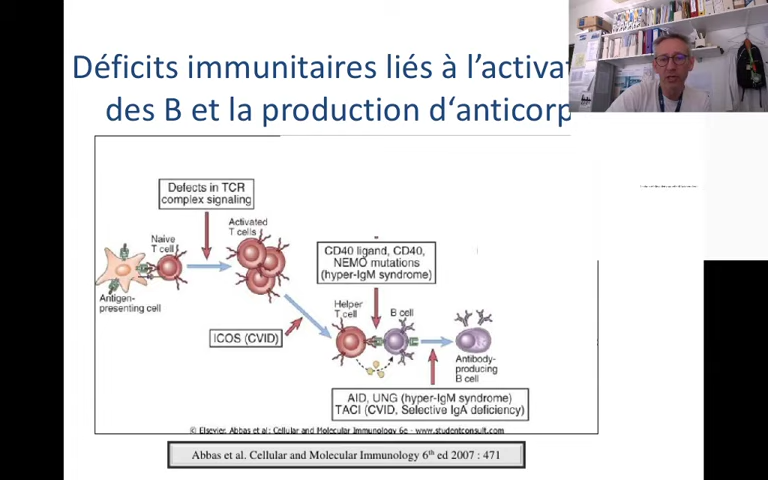 Déficits immunitaires liés à l'activat
des B et la production d'anticorp
Defects in TCR
complex signaling
Activated
T cells
Naive
T cell
CD40 ligand, CD40,
NEMO mutations
(hyper-IgM syndrome)
Antigen-
presenting cell
Helper
T cell
B cell
ICOS (CVID)
Antibody-
producing
B cell
AID, UNG (hyper-IgM syndrome)
TACI (CVID, Selective IgA deficiency)
© Elsevier. Abbas et al: Cellular and Molecular Immunology 6e - www.studentconsult.com
Abbas et al. Cellular and Molecular Immunology 6th ed 2007 : 471